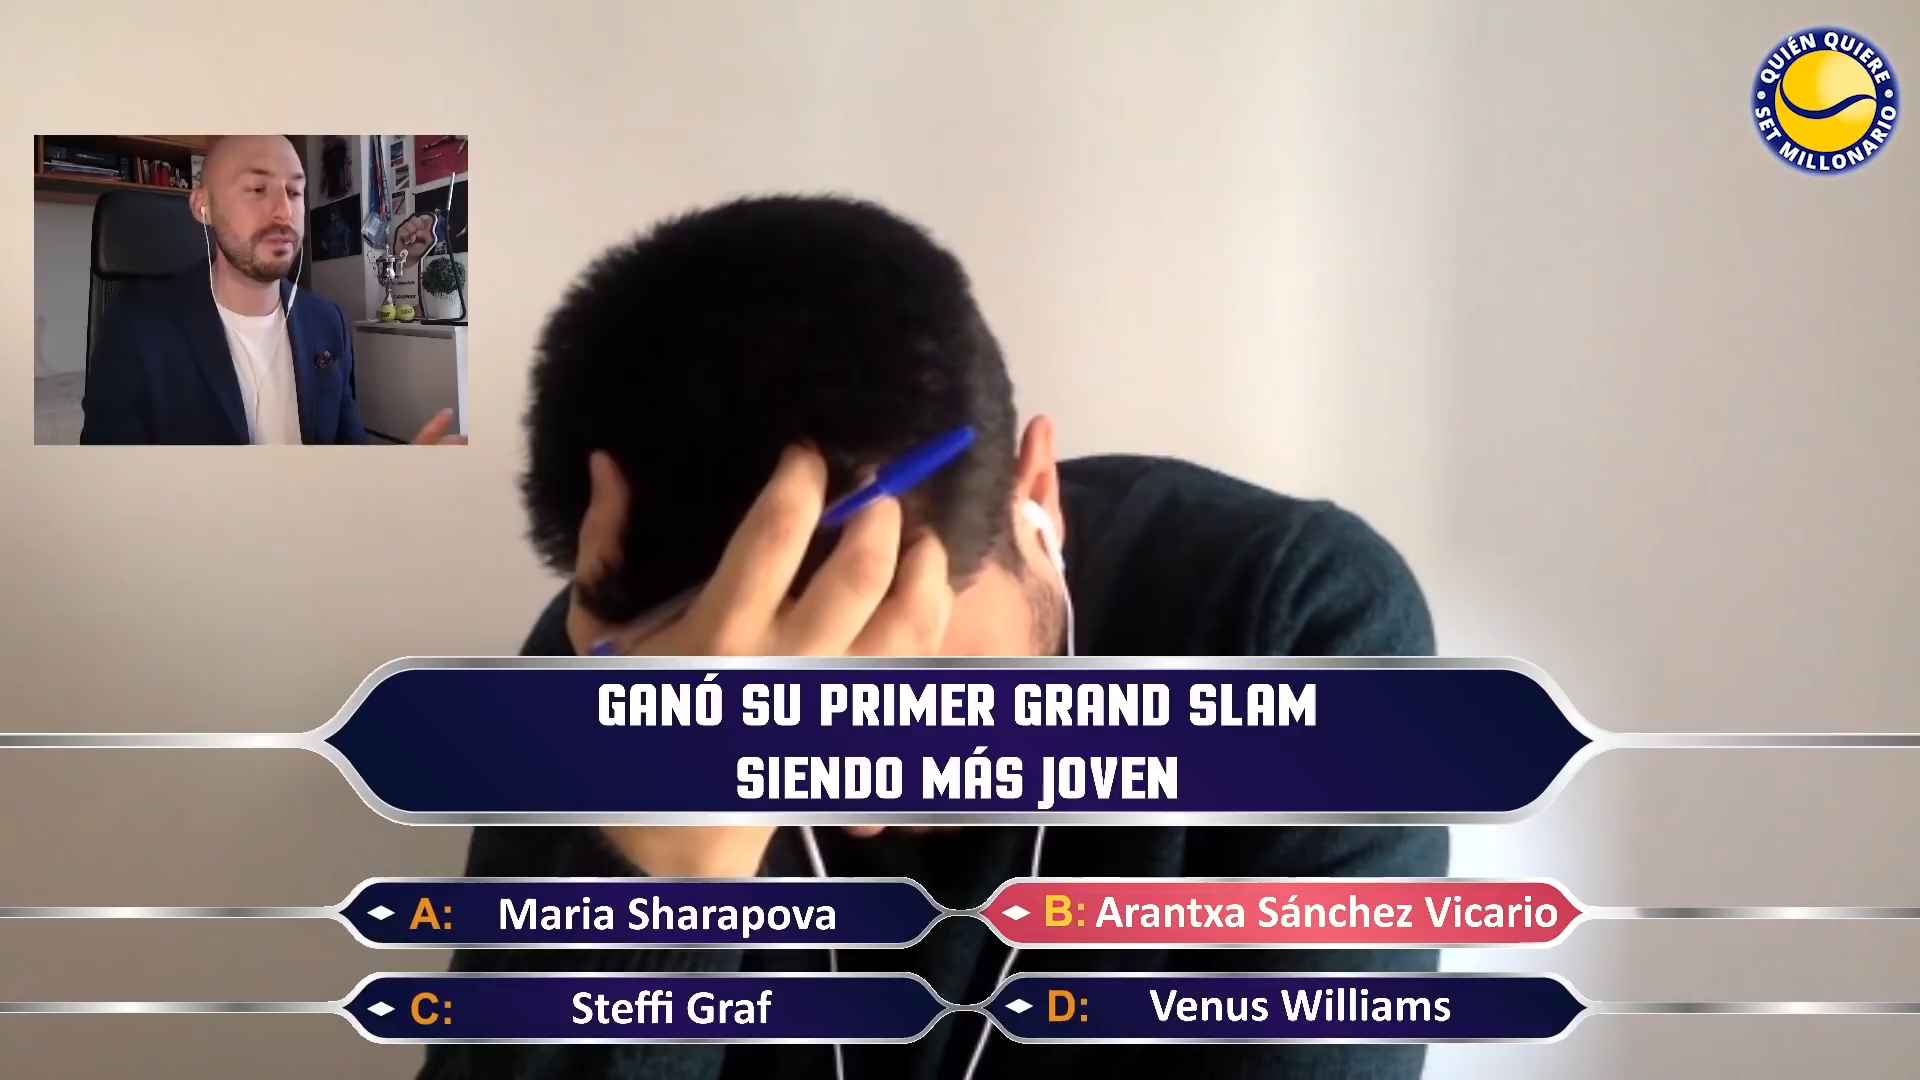 QUIÉN QUIERE
SET MILLONARIO
GANÓ SU PRIMER GRAND SLAM
SIENDO MÁS JOVEN
A: Maria Sharapova
B: Arantxa Sánchez Vicario
C: Steffi Graf
D: Venus Williams